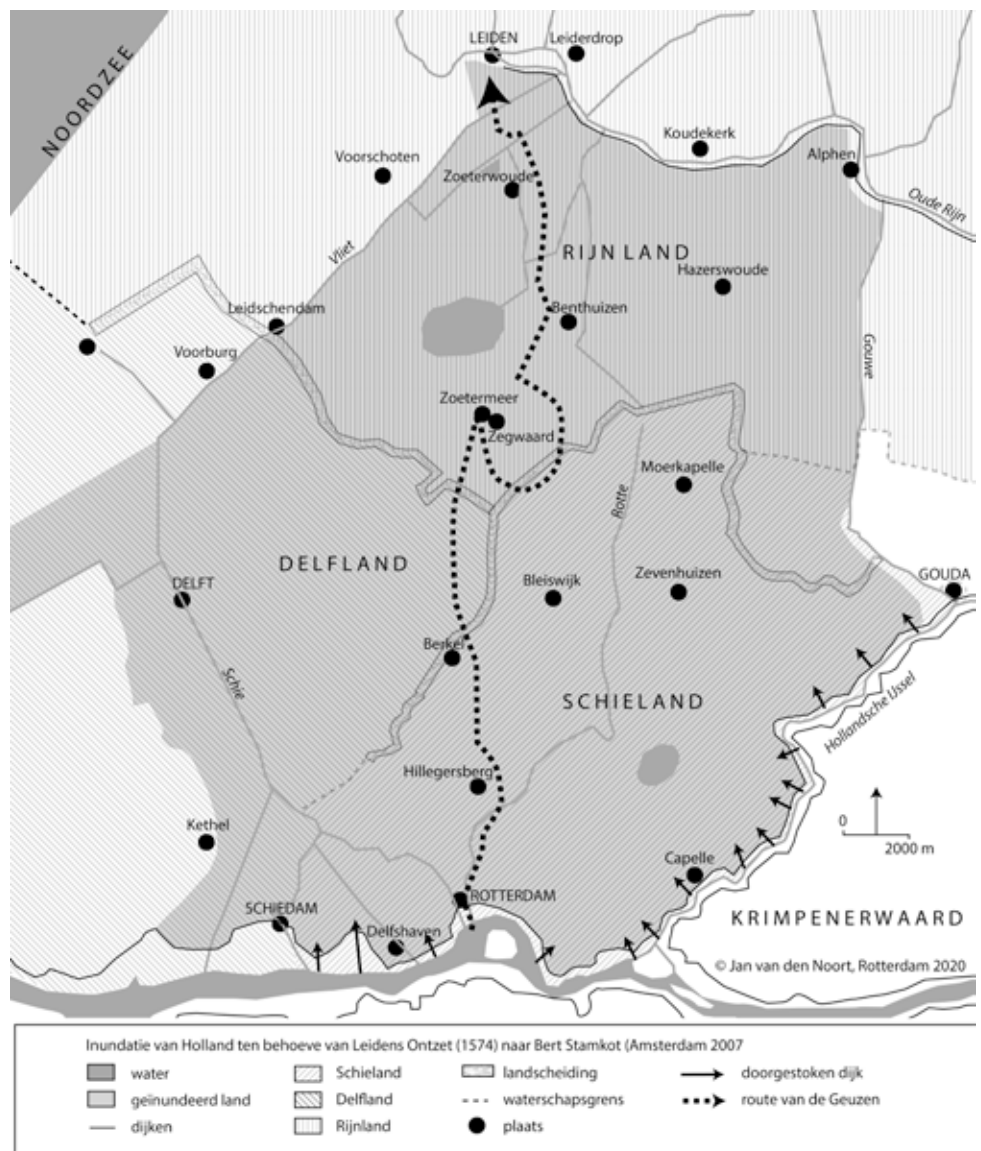 LEIDEN
Leiderdrop
NOORDZEE
Koudekerk
Voorschoten
Alphen
Zoeterwoude
Oude Rijn
Vliet
RIJNLAND
Hazerswoude
Leidschendam
Benthuizen
Voorburg
Gouwe
Zoetermeer
Zegwaard
Moerkapelle
Rotte
DELFLAND
DELFT
Bleiswijk
Zevenhuizen
GOUDA
Berkel
Schie
SCHIELAND
Hollandsche IJssel
Hillegersberg
Kethel
0
2000 m
Capelle
SCHIEDAM
ROTTERDAM
Delfshaven
KRIMPENERWAARD
© Jan van den Noort, Rotterdam 2020
Inundatie van Holland ten behoeve van Leidens Ontzet (1574) naar Bert Stamkot (Amsterdam 2007
water
Schieland
landscheiding
doorgestoken dijk
geïnundeerd land
Delfland
waterschapsgrens
route van de Geuzen
dijken
Rijnland
plaats